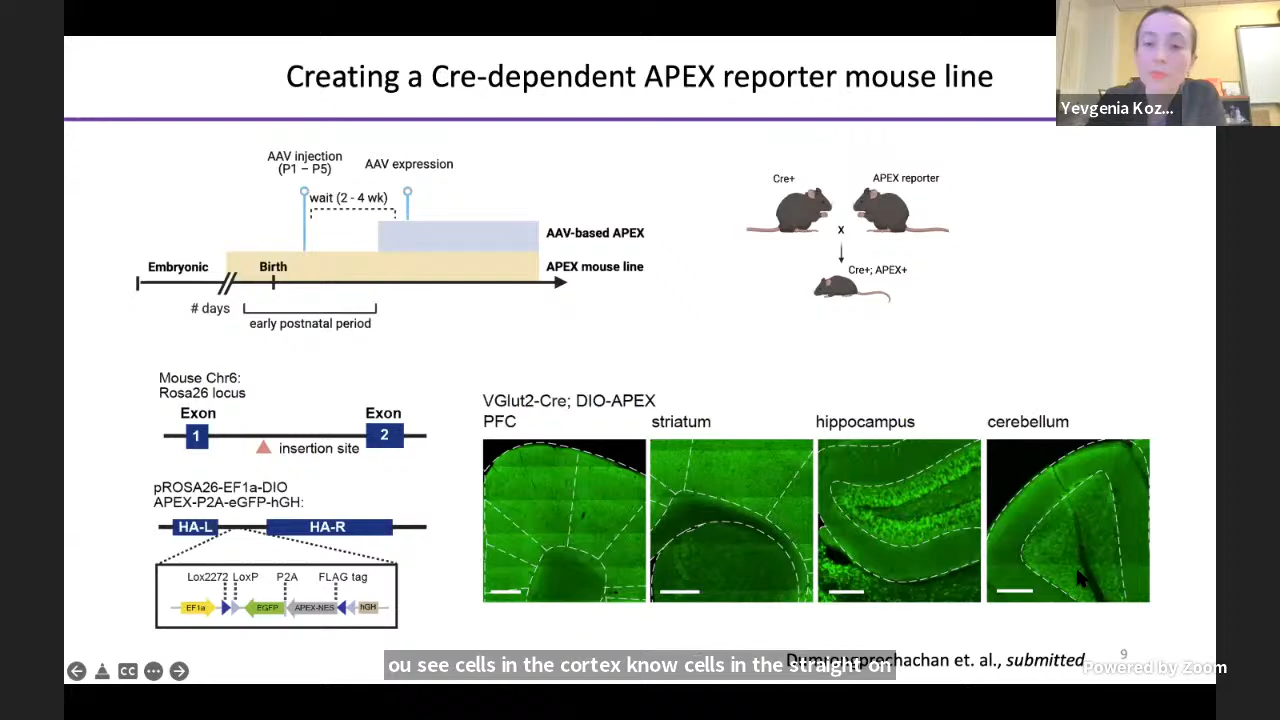 Creating a Cre-dependent APEX reporter mouse line
Yevgenia Koz...
AAV injection
(P1 – P5)
AAV expression
wait (2 - 4 wk)
AAV-based APEX
APEX mouse line
Embryonic
Birth
# days
early postnatal period
Cre+
APEX reporter
x
Cre+; APEX+
Mouse Chr6:
Rosa26 locus
Exon
Exon
1
2
insertion site
pROSA26-EF1a-DIO
APEX-P2A-eGFP-hGH:
HA-L
HA-R
Lox2272 LoxP P2A FLAG tag
EF1a EGFP APEX-NES hGH
VGlut2-Cre; DIO-APEX
PFC
striatum
hippocampus
cerebellum
CC
ou see cells in the cortex know cells in the straight on
Dumrongprechachan et. al., submitted
9
Powered by Zoom